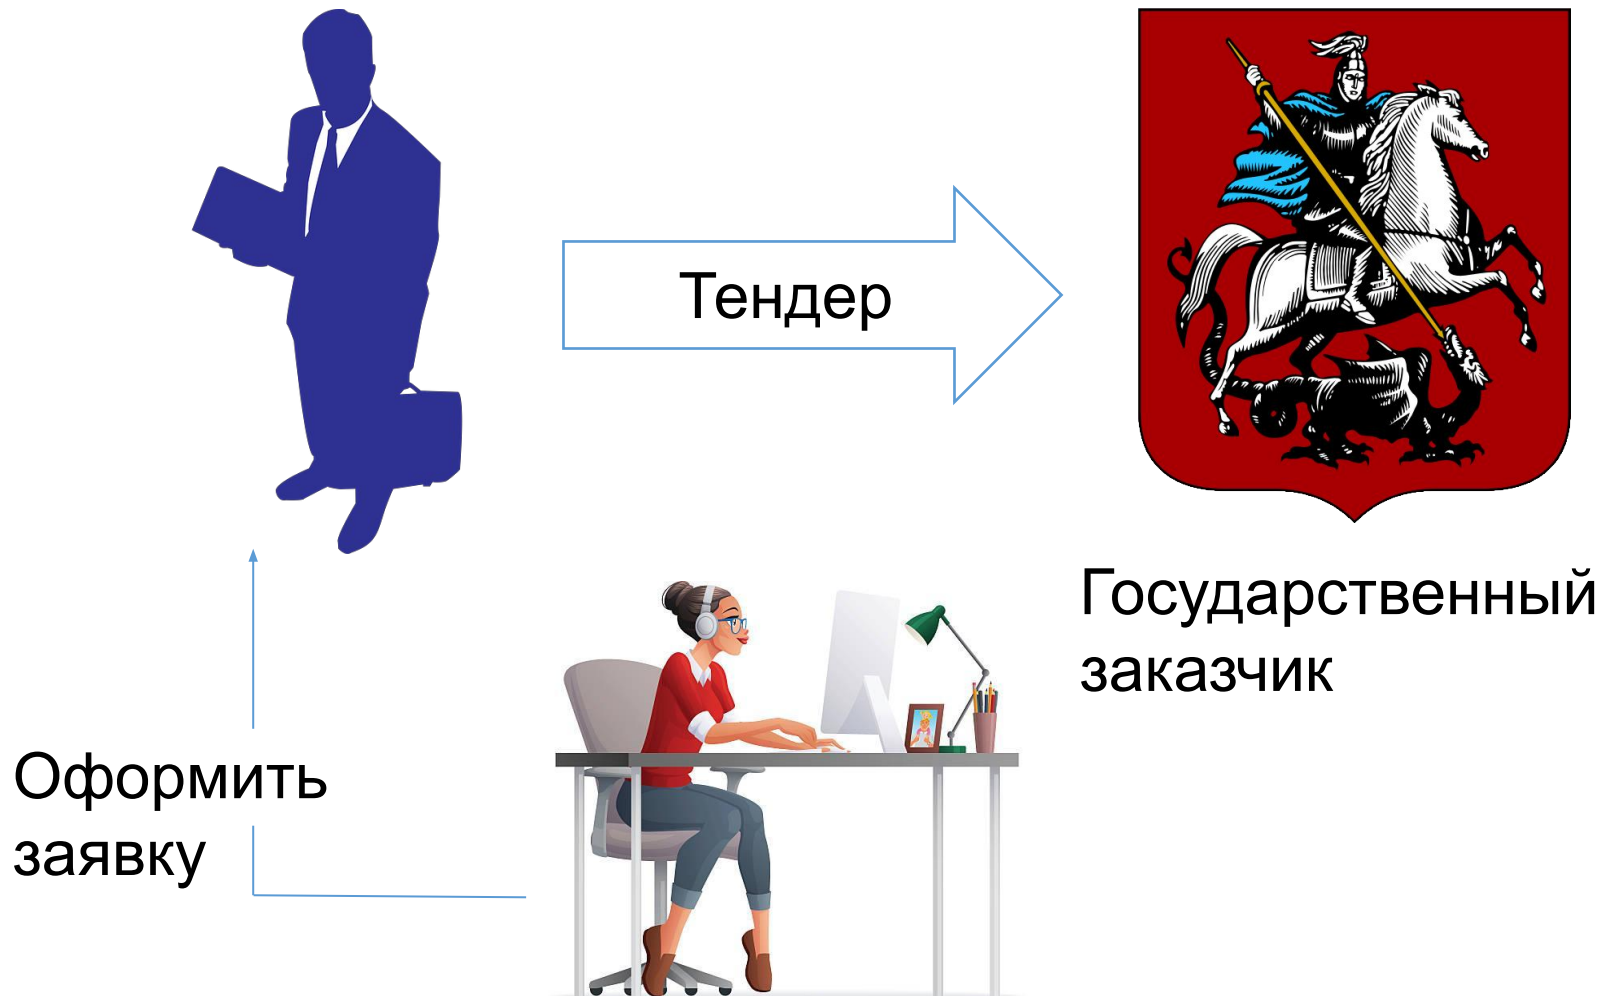 Тендер
Государственный
заказчик
Оформить
заявку